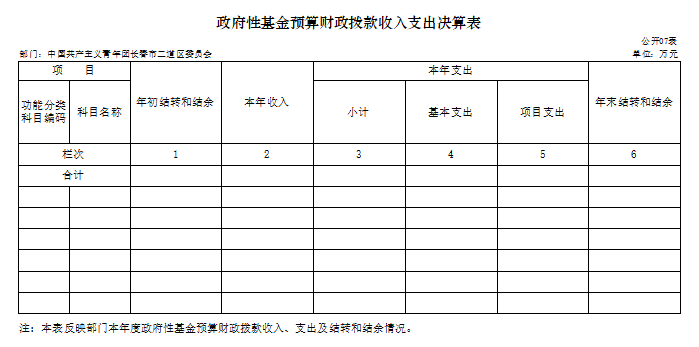 政府性基金预算财政拨款收入支出决算表
公开07表
部门：中国共产主义青年团长春市二道区委员会 单位：万元
项 目 年初结转和结余 本年收入 本年支出 年末结转和结余
功能分类科目编码 科目名称 小计 基本支出 项目支出
栏次 1 2 3 4 5 6
合计
注：本表反映部门本年度政府性基金预算财政拨款收入、支出及结转和结余情况。